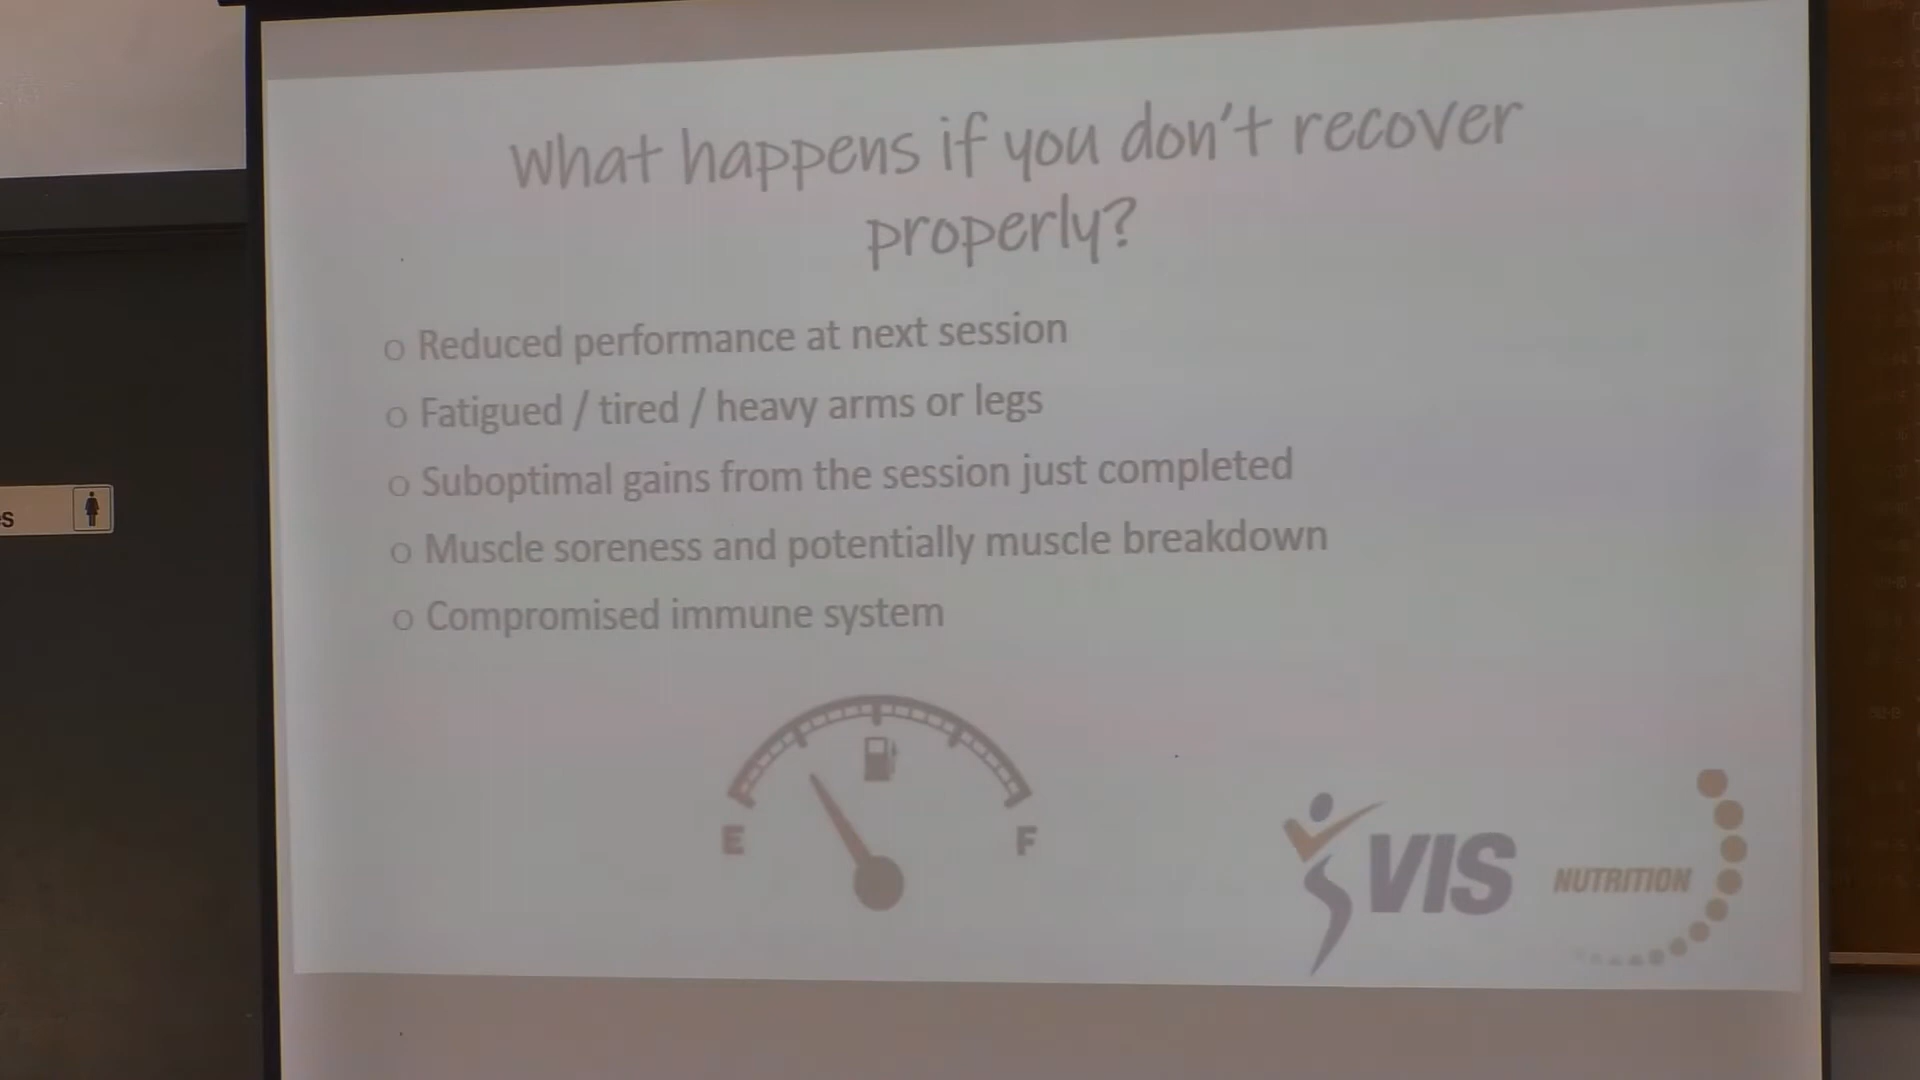 What happens if you don't recover
properly?
o Reduced performance at next session
o Fatigued / tired / heavy arms or legs
o Suboptimal gains from the session just completed
o Muscle soreness and potentially muscle breakdown
o Compromised immune system
E F
VIS NUTRITION
s